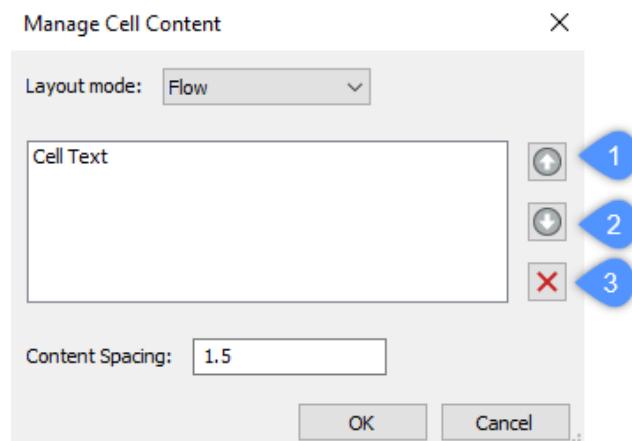 Manage Cell Content
Layout mode: Flow
Cell Text
1
2
3
Content Spacing: 1.5
OK Cancel